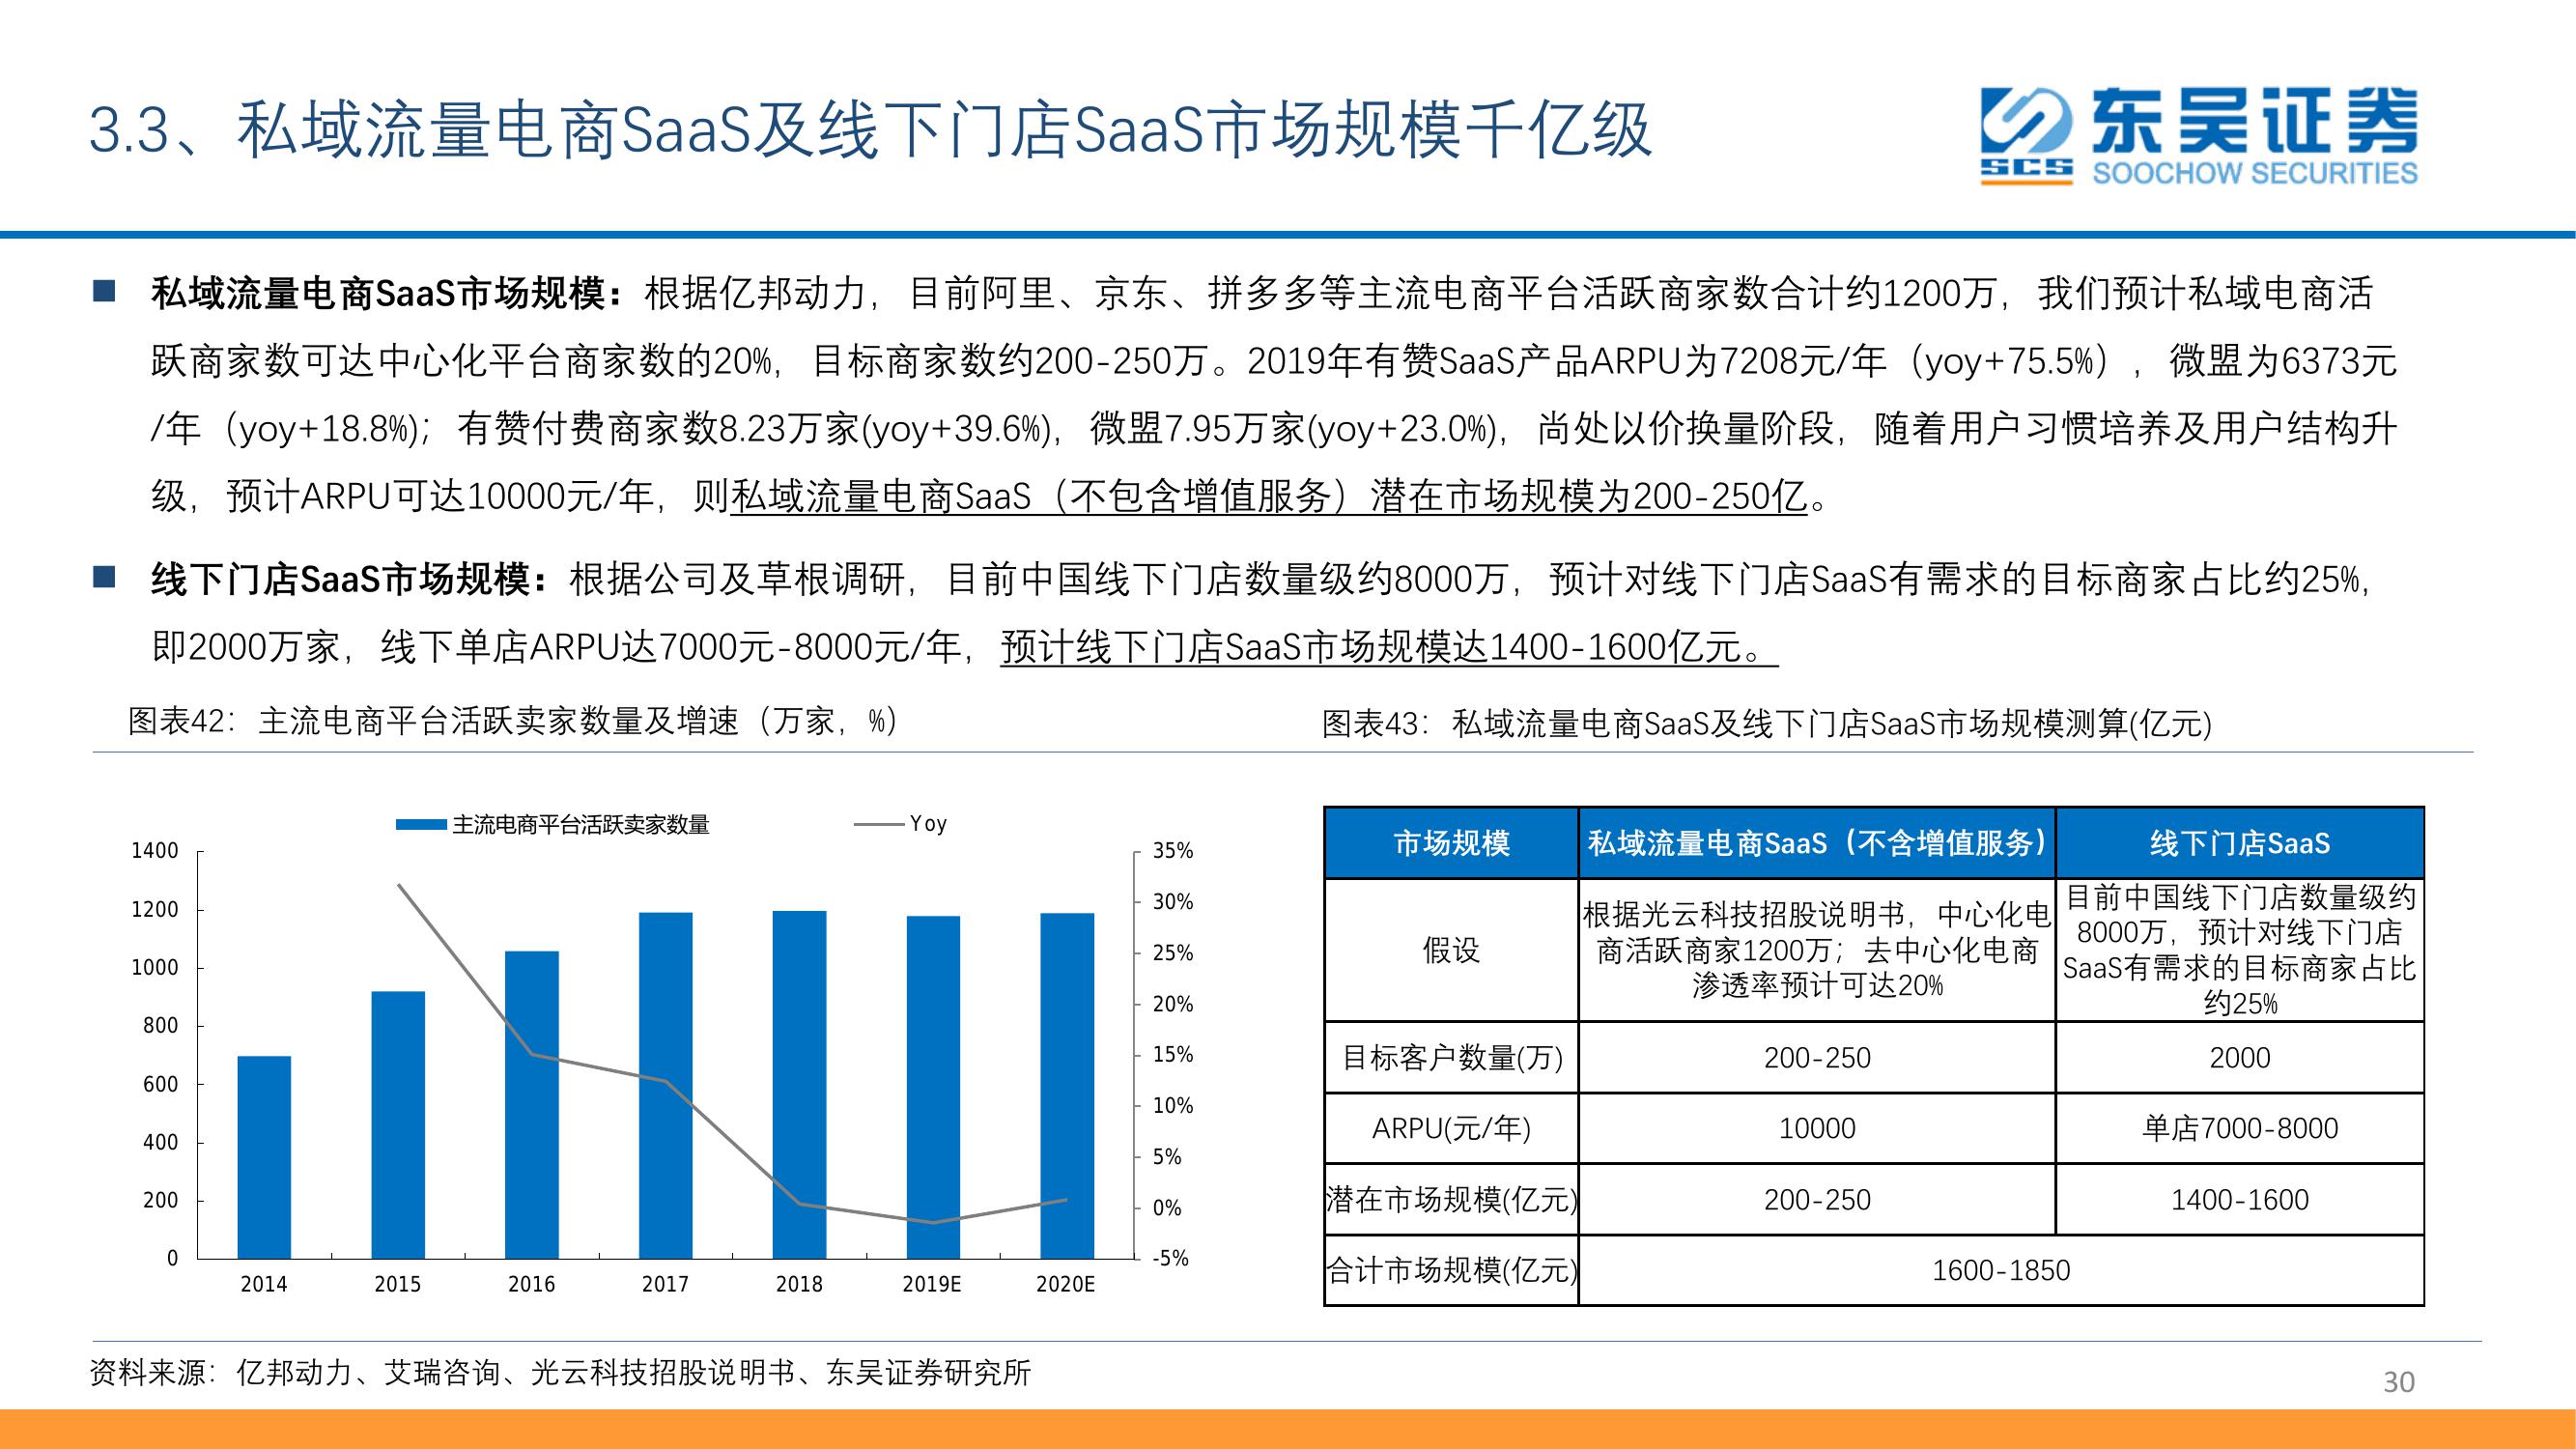 3.3、私域流量电商SaaS及线下门店SaaS市场规模千亿级
东吴证券
SCS
SOOCHOW SECURITIES
私域流量电商SaaS市场规模：根据亿邦动力，目前阿里、京东、拼多多等主流电商平台活跃商家数合计约1200万，我们预计私域电商活
跃商家数可达中心化平台商家数的20%，目标商家数约200-250万。2019年有赞SaaS产品ARPU为7208元/年（yoy+75.5%），微盟为6373元
/年（yoy+18.8%)；有赞付费商家数8.23万家(yoy+39.6%)，微盟7.95万家(yoy+23.0%)，尚处以价换量阶段，随着用户习惯培养及用户结构升
级，预计ARPU可达10000元/年，则私域流量电商SaaS（不包含增值服务）潜在市场规模为200-250亿。
线下门店SaaS市场规模：根据公司及草根调研，目前中国线下门店数量级约8000万，预计对线下门店SaaS有需求的目标商家占比约25%，
即2000万家，线下单店ARPU达7000元-8000元/年，预计线下门店SaaS市场规模达1400-1600亿元。
图表42：主流电商平台活跃卖家数量及增速（万家，%）
主流电商平台活跃卖家数量
Yoy
1400
1200
1000
800
600
400
200
0
35%
30%
25%
20%
15%
10%
5%
0%
-5%
2014 2015 2016 2017 2018 2019E 2020E
图表43：私域流量电商SaaS及线下门店SaaS市场规模测算(亿元)
市场规模 私域流量电商SaaS（不含增值服务） 线下门店SaaS
假设
根据光云科技招股说明书，中心化电
商活跃商家1200万；去中心化电商
渗透率预计可达20%
目前中国线下门店数量级约
8000万，预计对线下门店
SaaS有需求的目标商家占比
约25%
目标客户数量(万) 200-250 2000
ARPU(元/年) 10000 单店7000-8000
潜在市场规模(亿元) 200-250 1400-1600
合计市场规模(亿元) 1600-1850
资料来源：亿邦动力、艾瑞咨询、光云科技招股说明书、东吴证券研究所
30